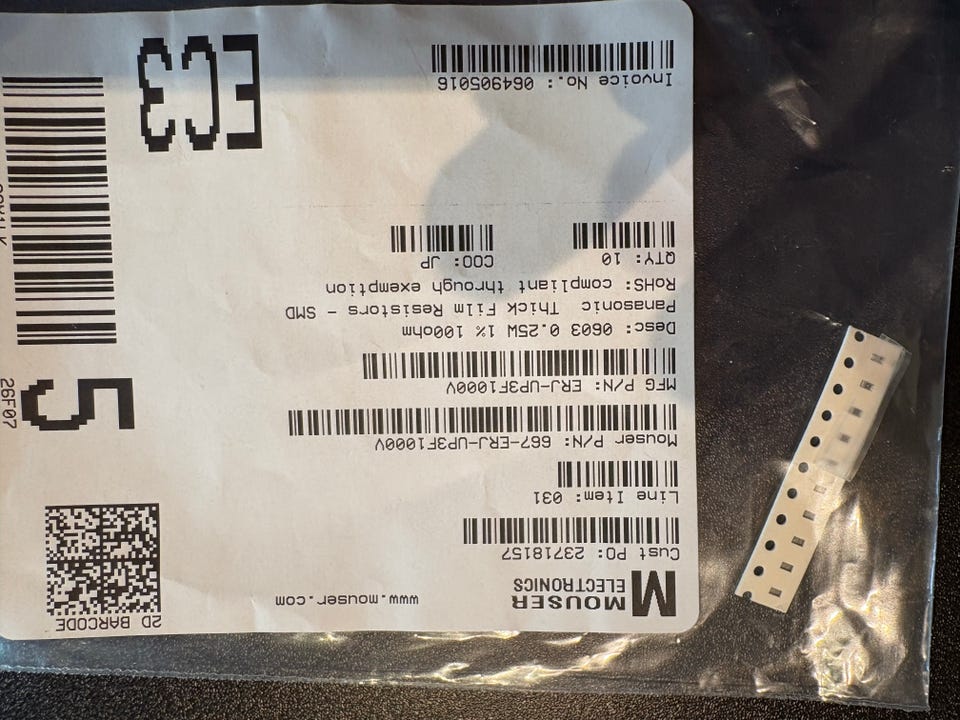 MOUSER
ELECTRONICS
www.mouser.com
2D BARCODE
Cust PO: 23718157
Line Item: 031
Mouser P/N: 667-ERJ-UP3F1000V
MFG P/N: ERJ-UP3F1000V
Desc: 0603 0.25W 1% 100ohm
Panasonic Thick Film Resistors - SMD
RoHS: compliant through exemption
QTY: 10
COO: JP
Invoice No.: 064905016
5
26F07
EC3